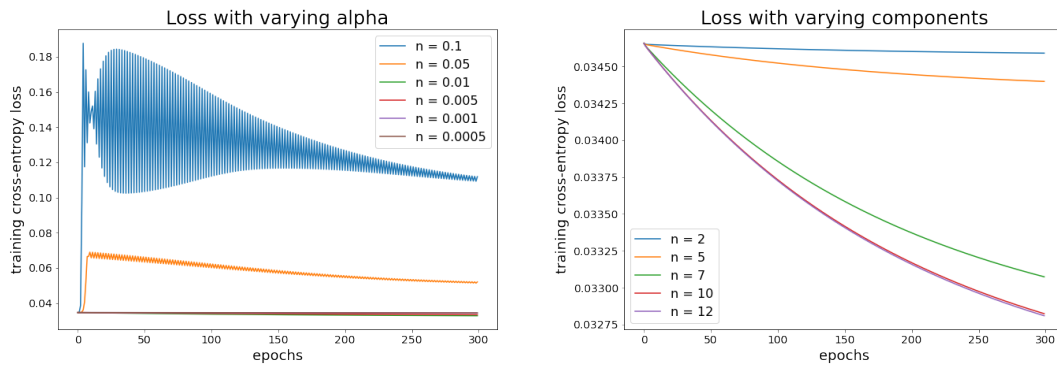 Loss with varying alpha
training cross-entropy loss
0.18
0.16
0.14
0.12
0.10
0.08
0.06
0.04
n = 0.1
n = 0.05
n = 0.01
n = 0.005
n = 0.001
n = 0.0005
0 50 100 150 200 250 300
epochs
Loss with varying components
training cross-entropy loss
0.03450
0.03425
0.03400
0.03375
0.03350
0.03325
0.03300
0.03275
n = 2
n = 5
n = 7
n = 10
n = 12
0 50 100 150 200 250 300
epochs